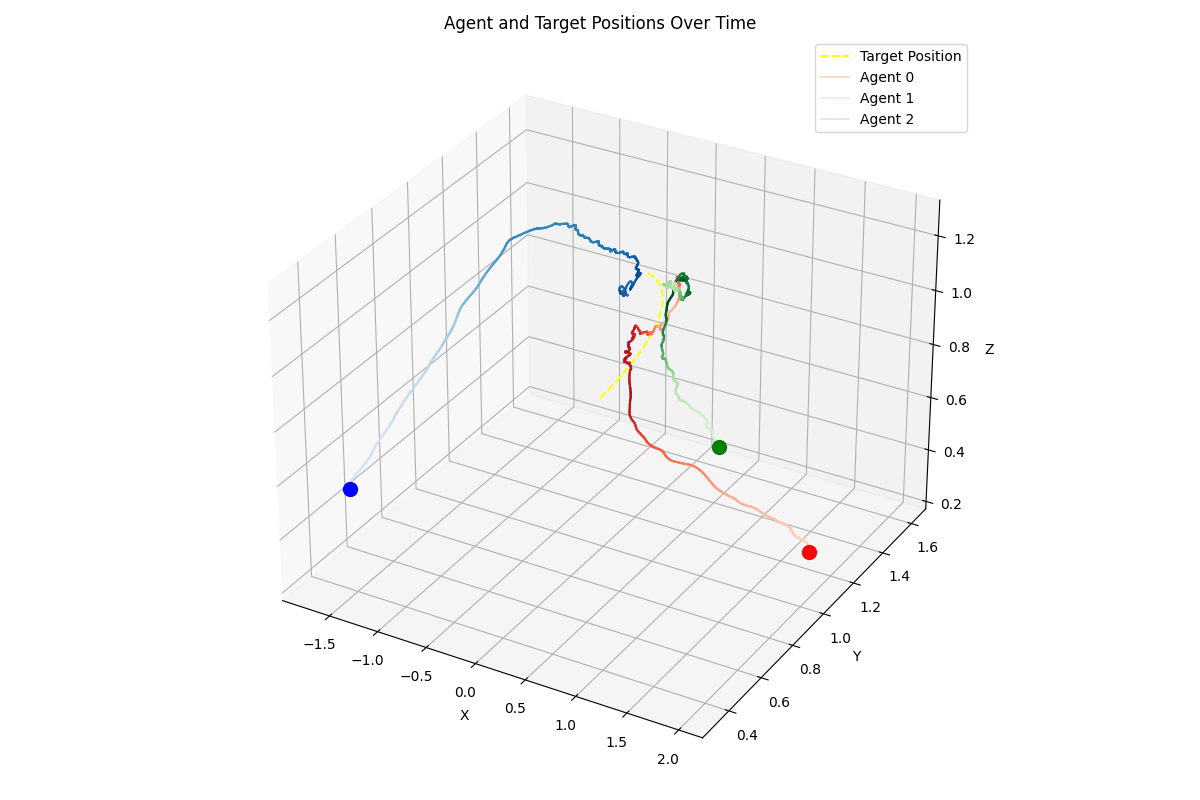 Agent and Target Positions Over Time
Target Position
Agent 0
Agent 1
Agent 2
1.2
1.0
0.8
0.6
0.4
0.2
Z
1.6
1.4
1.2
1.0
0.8
0.6
0.4
Y
−1.5
−1.0
−0.5
0.0
0.5
1.0
1.5
2.0
X